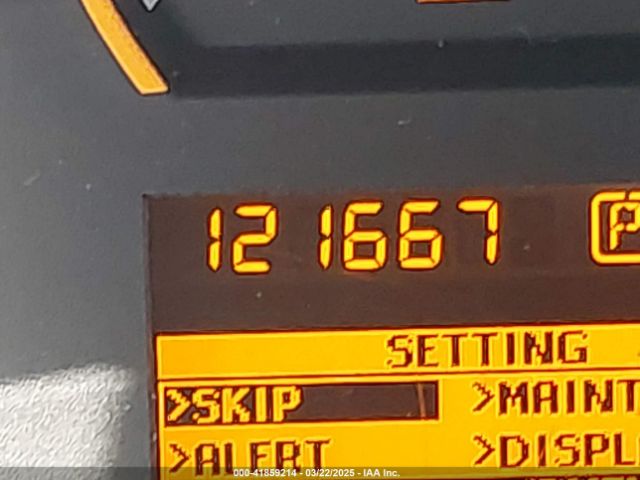 121667 P
SETTING
>SKIP >MAINT
>ALERT >DISPL
000-41859214 - 03/22/2025 - IAA Inc.